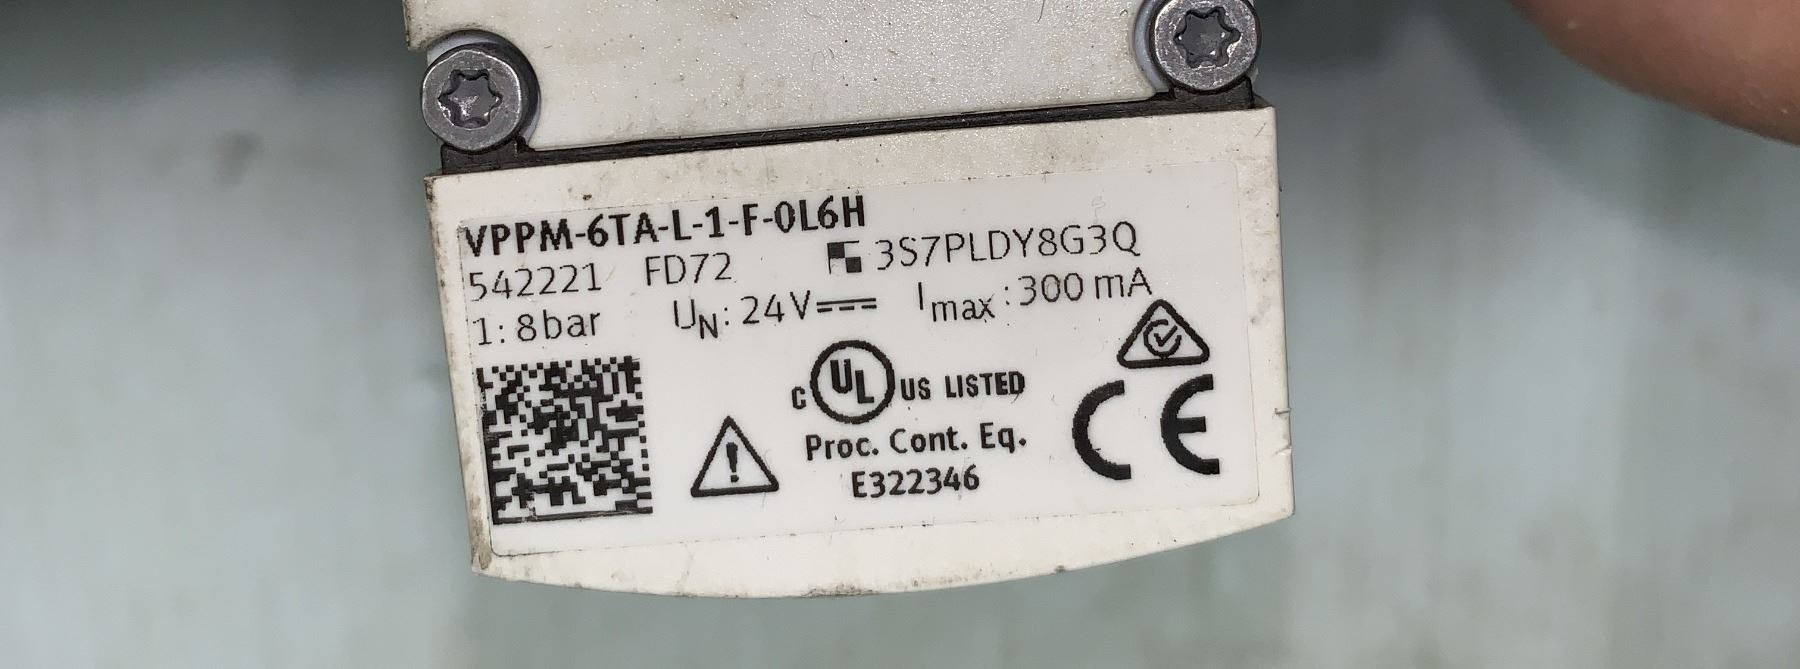 VPPM-6TA-L-1-F-0L6H
542221 FD72 3S7PLDY8G3Q
1: 8bar UN: 24V Imax: 300 mA
c UL US LISTED
Proc. Cont. Eq.
E322346
CE